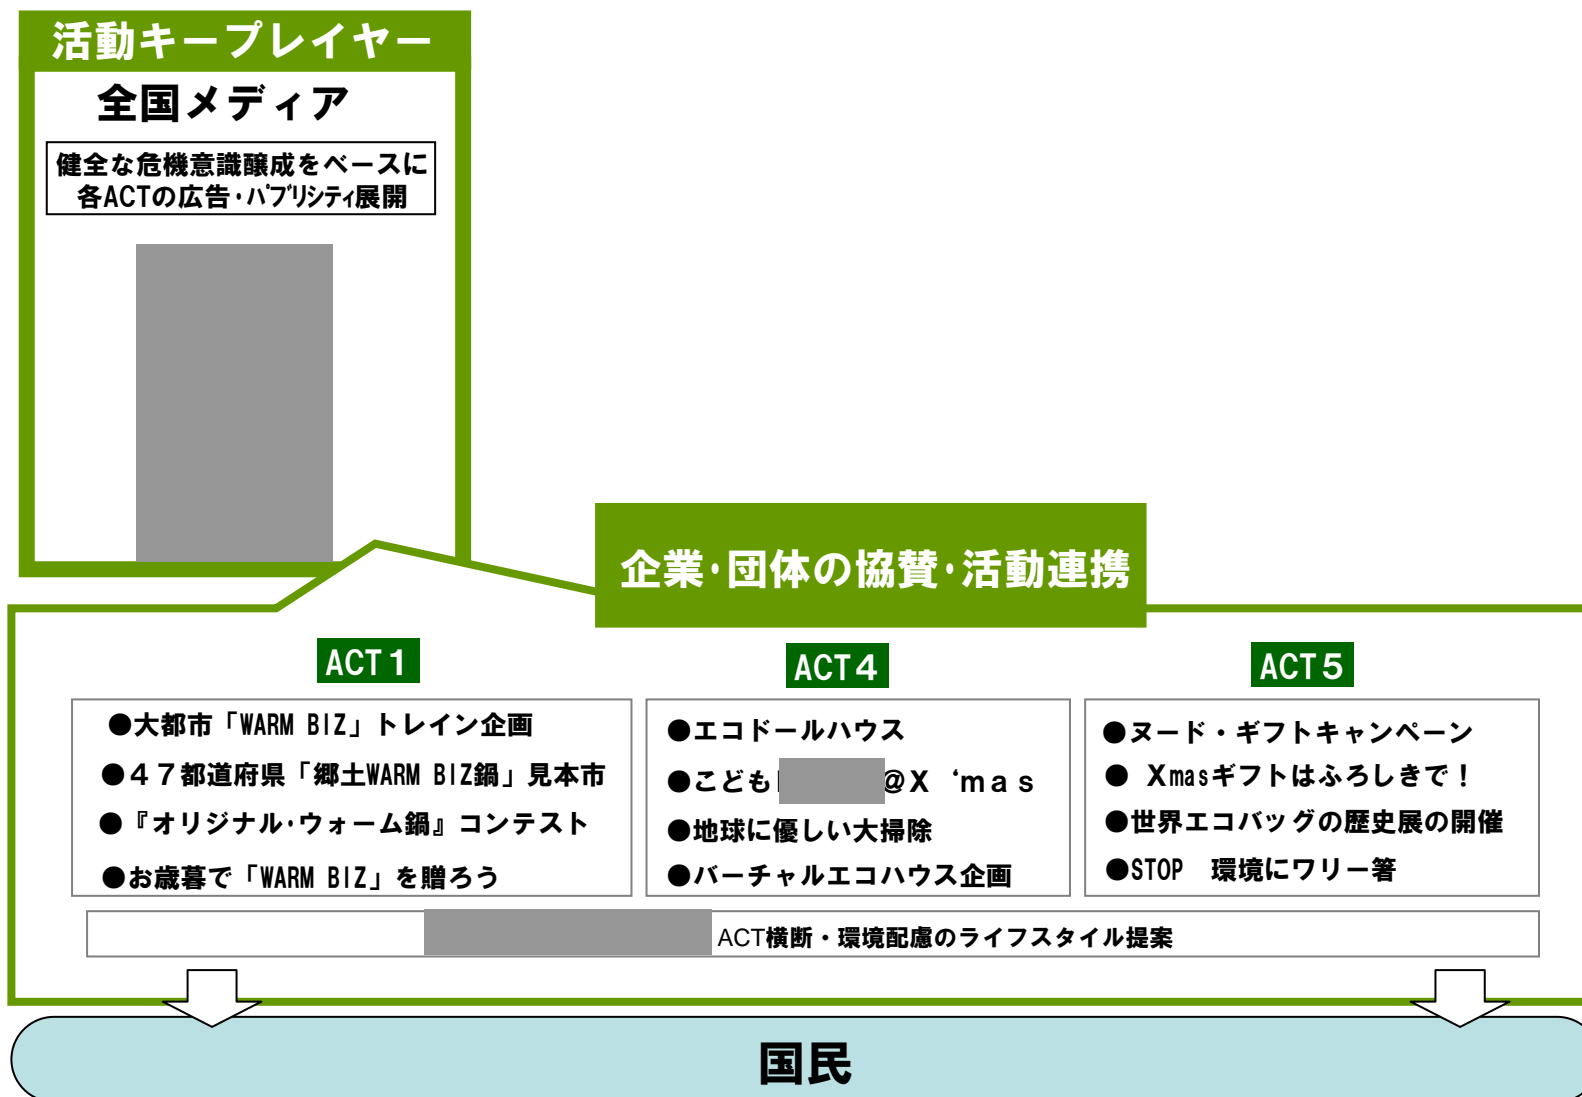 活動キープレイヤー
全国メディア
健全な危機意識醸成をベースに
各ACTの広告・パブリシティ展開
企業・団体の協賛・活動連携
ACT１
●大都市「WARM BIZ」トレイン企画
●４７都道府県「郷土WARM BIZ鍋」見本市
●『オリジナル・ウォーム鍋』コンテスト
●お歳暮で「WARM BIZ」を贈ろう
ACT４
●エコドールハウス
●こども @X ‘mas
●地球に優しい大掃除
●バーチャルエコハウス企画
ACT５
●ヌード・ギフトキャンペーン
● Xmasギフトはふろしきで！
●世界エコバッグの歴史展の開催
●STOP　環境にワリー箸
ACT横断・環境配慮のライフスタイル提案
国民